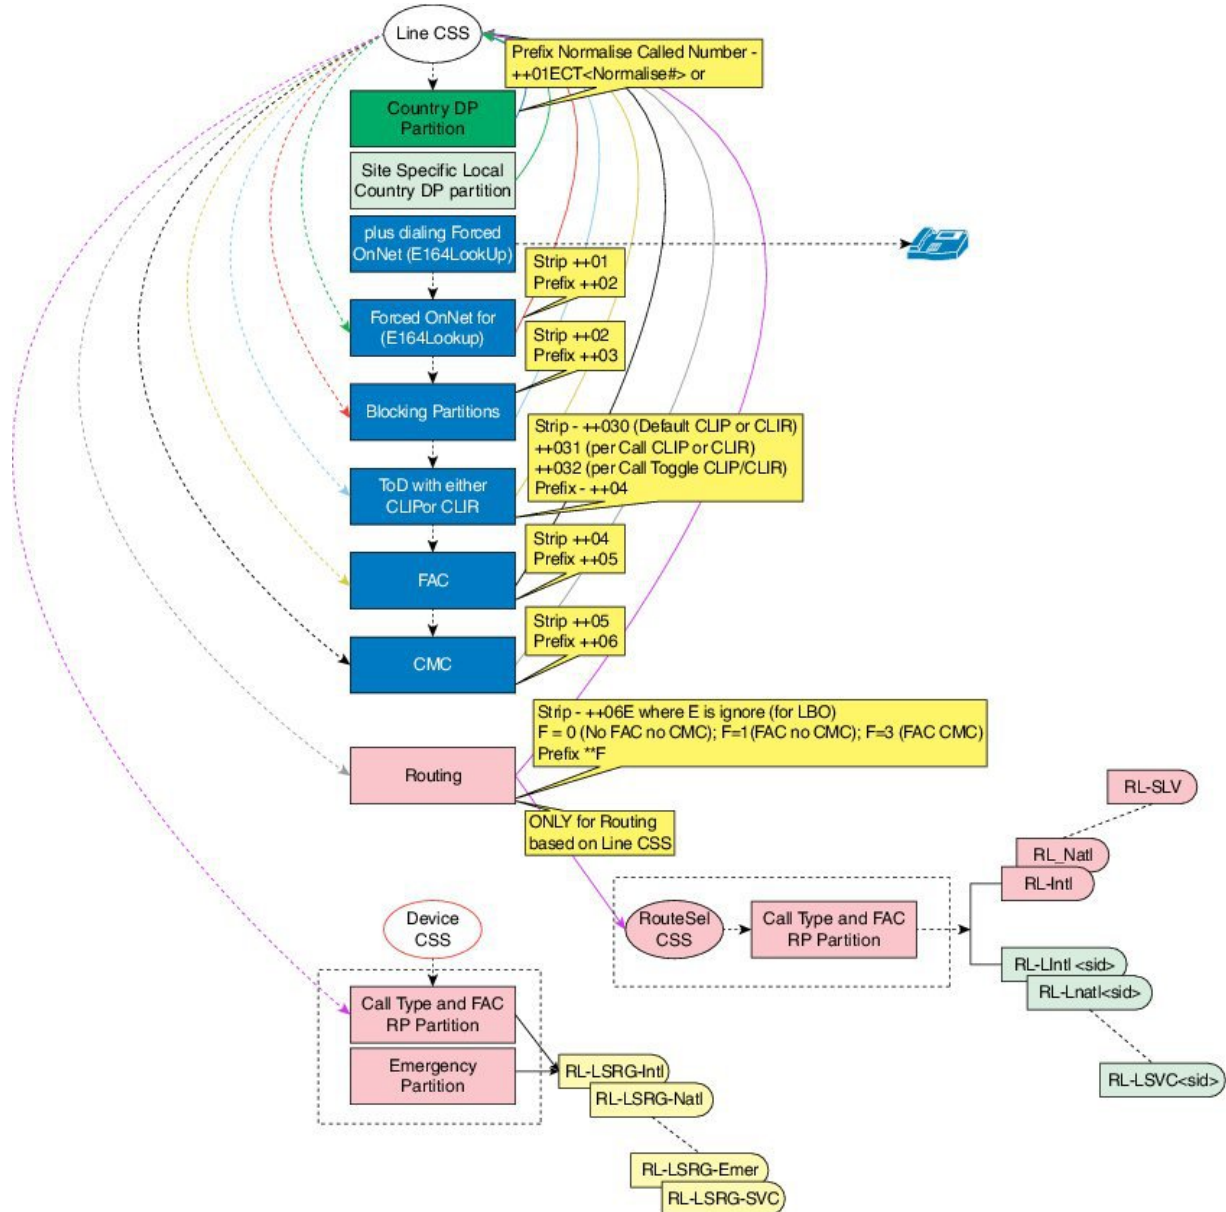 Line CSS
Prefix Normalise Called Number -
++01ECT<Normalise#> or
Country DP
Partition
Site Specific Local
Country DP partition
plus dialing Forced
OnNet (E164LookUp)
Strip ++01
Prefix ++02
Forced OnNet for
(E164Lookup)
Strip ++02
Prefix ++03
Blocking Partitions
Strip - ++030 (Default CLIP or CLIR)
++031 (per Call CLIP or CLIR)
++032 (per Call Toggle CLIP/CLIR)
Prefix - ++04
ToD with either
CLIPor CLIR
Strip ++04
Prefix ++05
FAC
Strip ++05
Prefix ++06
CMC
Strip - ++06E where E is ignore (for LBO)
F = 0 (No FAC no CMC); F=1(FAC no CMC); F=3 (FAC CMC)
Prefix **F
Routing
ONLY for Routing
based on Line CSS
RL-SLV
RL_Natl
RL-Intl
RouteSel
CSS
Call Type and FAC
RP Partition
RL-LIntl <sid>
RL-Lnatl<sid>
RL-LSVC<sid>
Device
CSS
Call Type and FAC
RP Partition
Emergency
Partition
RL-LSRG-Intl
RL-LSRG-Natl
RL-LSRG-Emer
RL-LSRG-SVC